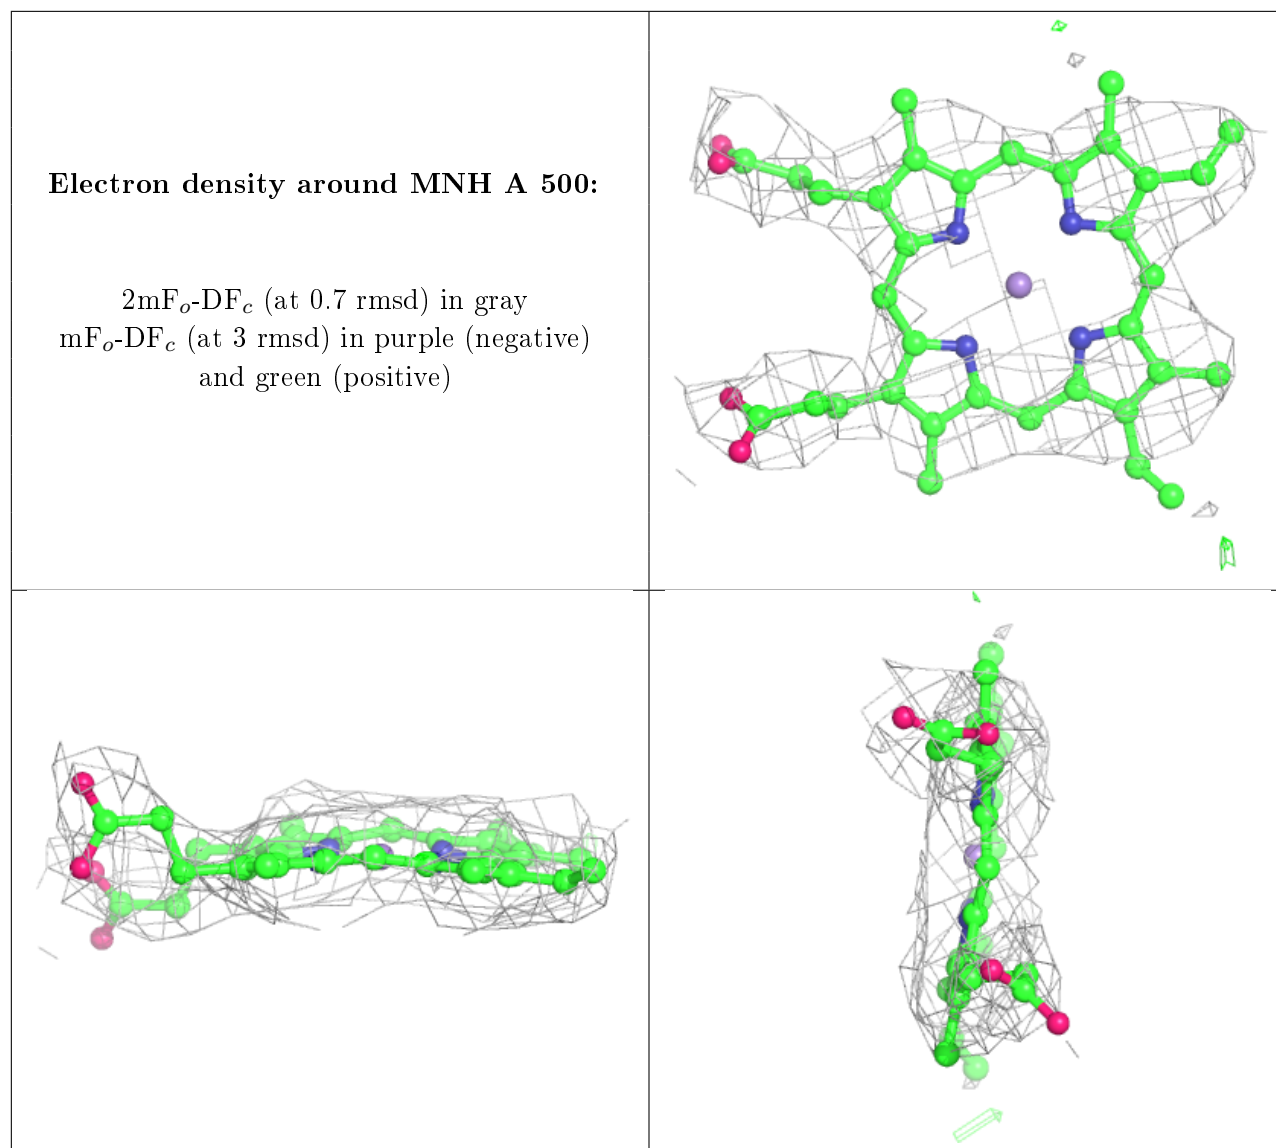 Electron density around MNH A 500:
2mFₒ-DF𝒸 (at 0.7 rmsd) in gray
mFₒ-DF𝒸 (at 3 rmsd) in purple (negative)
and green (positive)